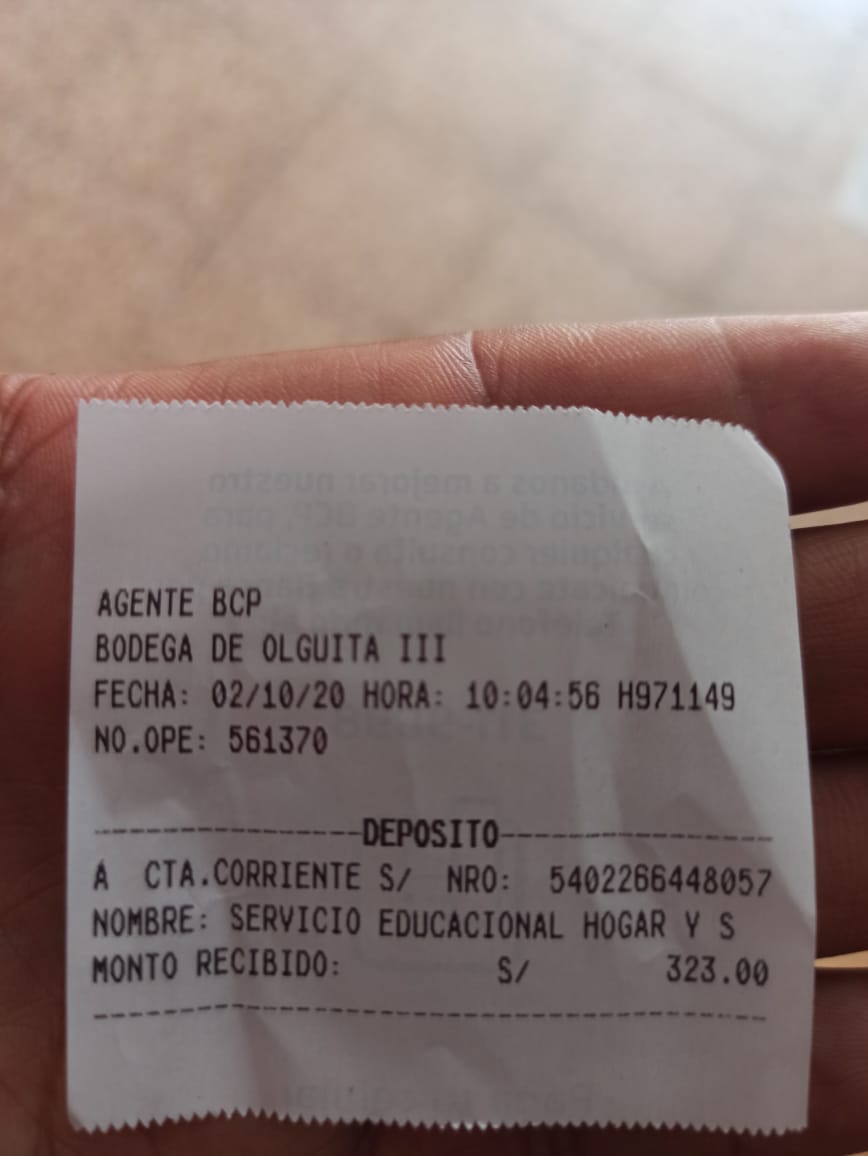 AGENTE BCP
BODEGA DE OLGUITA III
FECHA: 02/10/20 HORA: 10:04:56 H971149
NO.OPE: 561370
-----------------DEPOSITO-----------------
A CTA.CORRIENTE S/ NRO: 5402266448057
NOMBRE: SERVICIO EDUCACIONAL HOGAR Y S
MONTO RECIBIDO: S/ 323.00